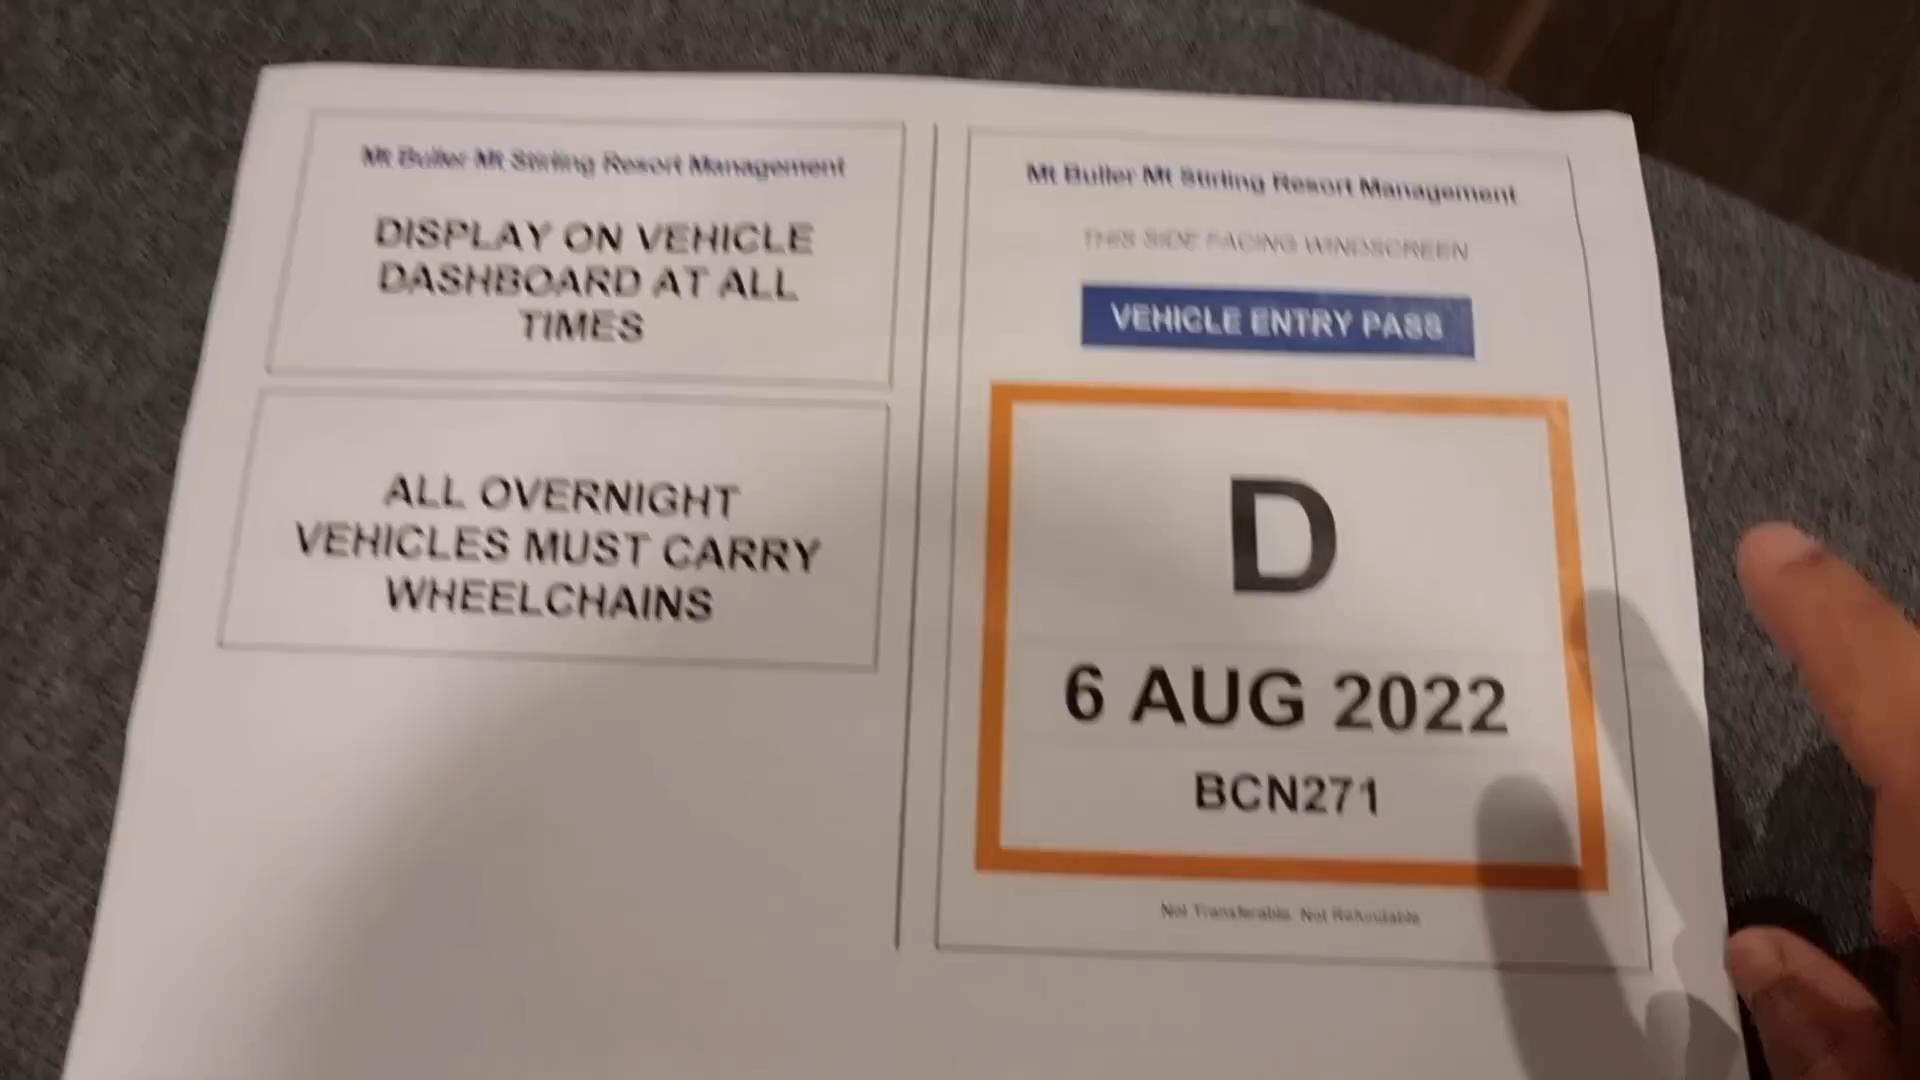 Mt Buller Mt Stirling Resort Management
DISPLAY ON VEHICLE
DASHBOARD AT ALL
TIMES
ALL OVERNIGHT
VEHICLES MUST CARRY
WHEELCHAINS
Mt Buller Mt Stirling Resort Management
THIS SIDE FACING WINDSCREEN
VEHICLE ENTRY PASS
D
6 AUG 2022
BCN271
Not Transferable, Not Refundable